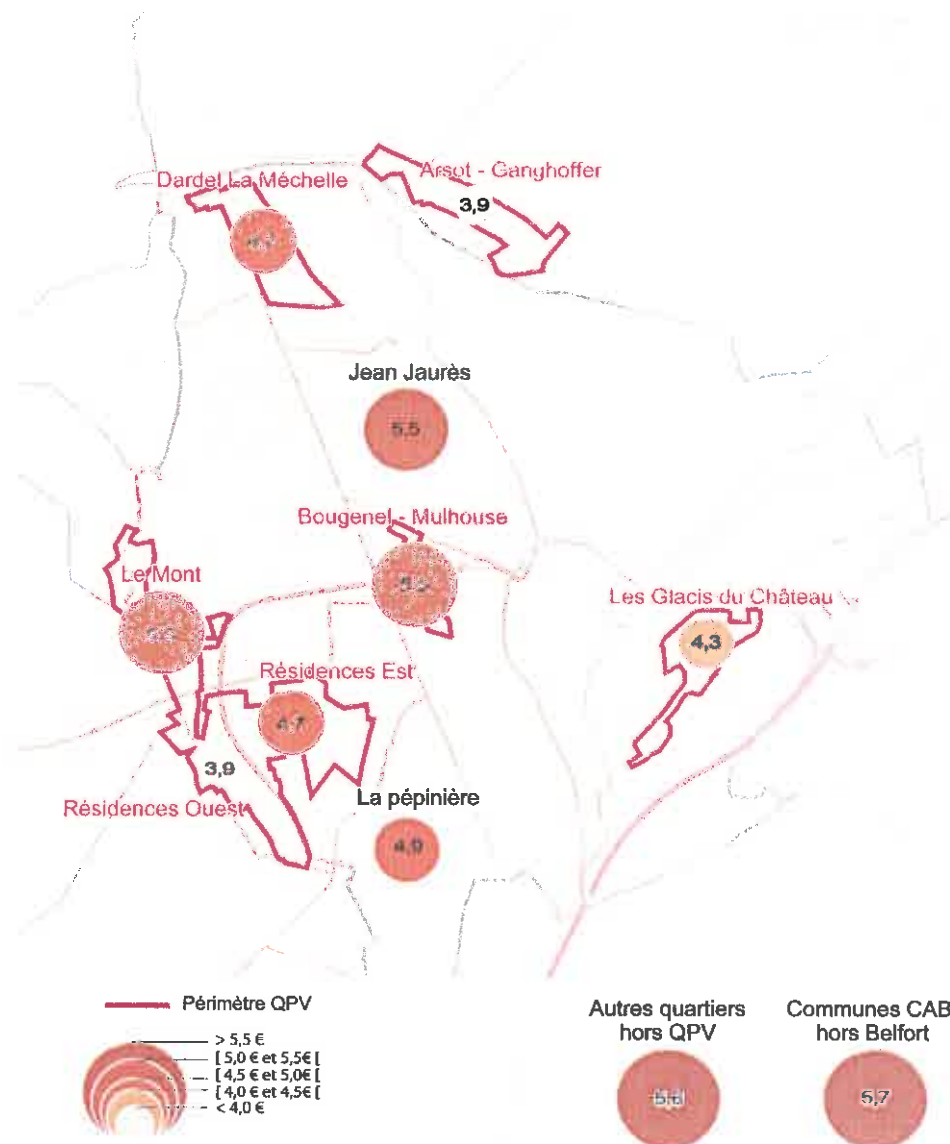 Dardel La Méchelle
Arsot - Ganghoffer
3,9
Jean Jaurès
5,5
Bougenel - Mulhouse
Le Mont
Les Glacis du Château
4,3
Résidences Est
4,7
3,9
Résidences Ouest
La pépinière
4,9
Périmètre QPV
> 5,5 €
[ 5,0 € et 5,5€ [
[ 4,5 € et 5,0€ [
[ 4,0 € et 4,5€ [
< 4,0 €
Autres quartiers
hors QPV
Communes CAB
hors Belfort
5,7